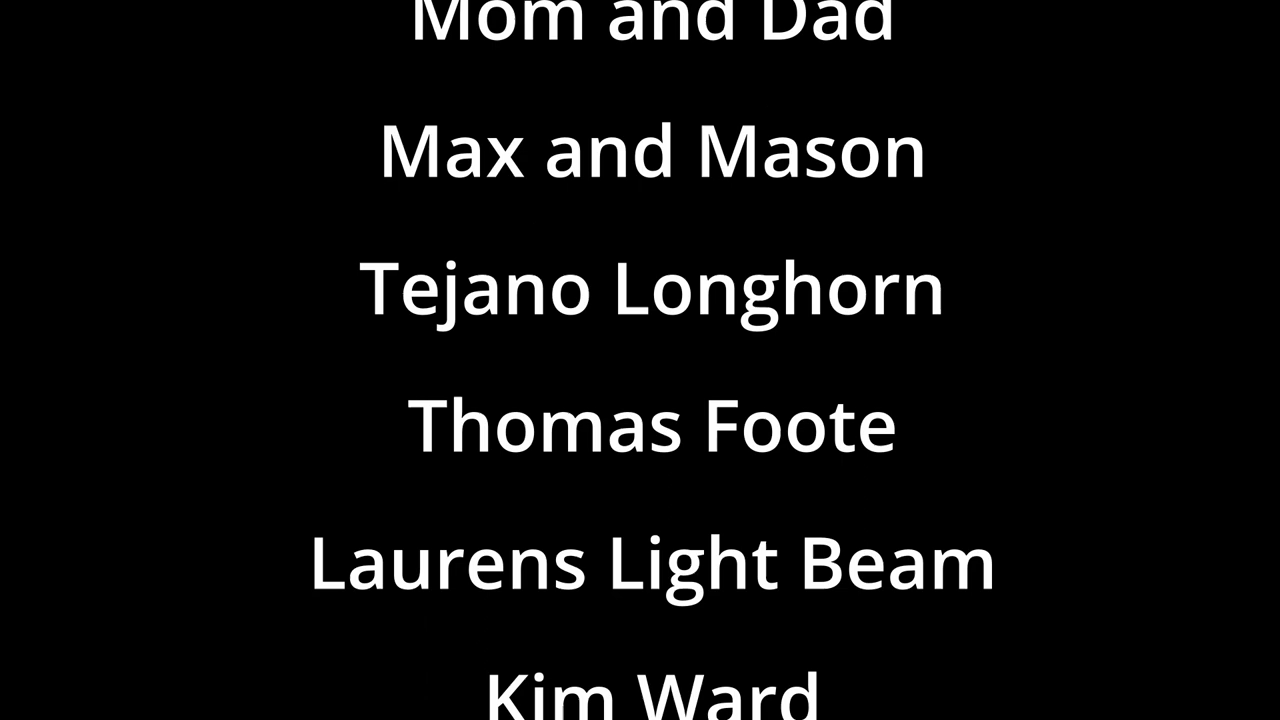 Mom and Dad
Max and Mason
Tejano Longhorn
Thomas Foote
Laurens Light Beam
Kim Ward